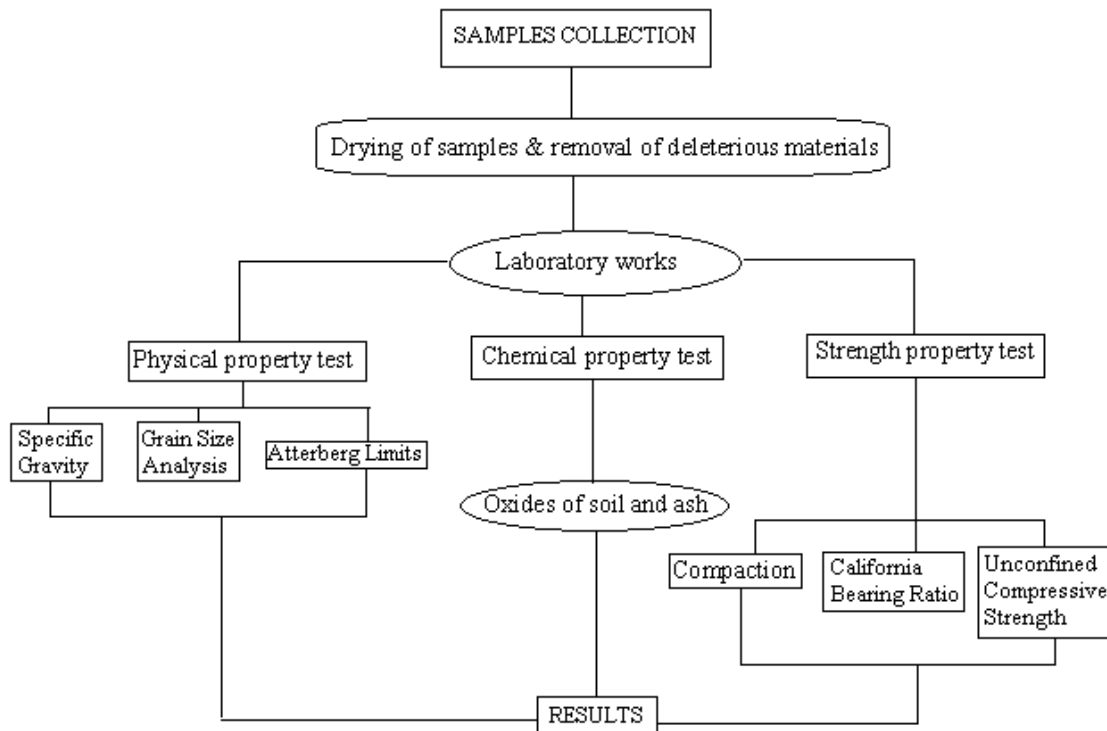 SAMPLES COLLECTION
Drying of samples & removal of deleterious materials
Laboratory works
Physical property test
Chemical property test
Strength property test
Specific
Gravity
Grain Size
Analysis
Atterberg Limits
Oxides of soil and ash
Compaction
California
Bearing Ratio
Unconfined
Compressive
Strength
RESULTS